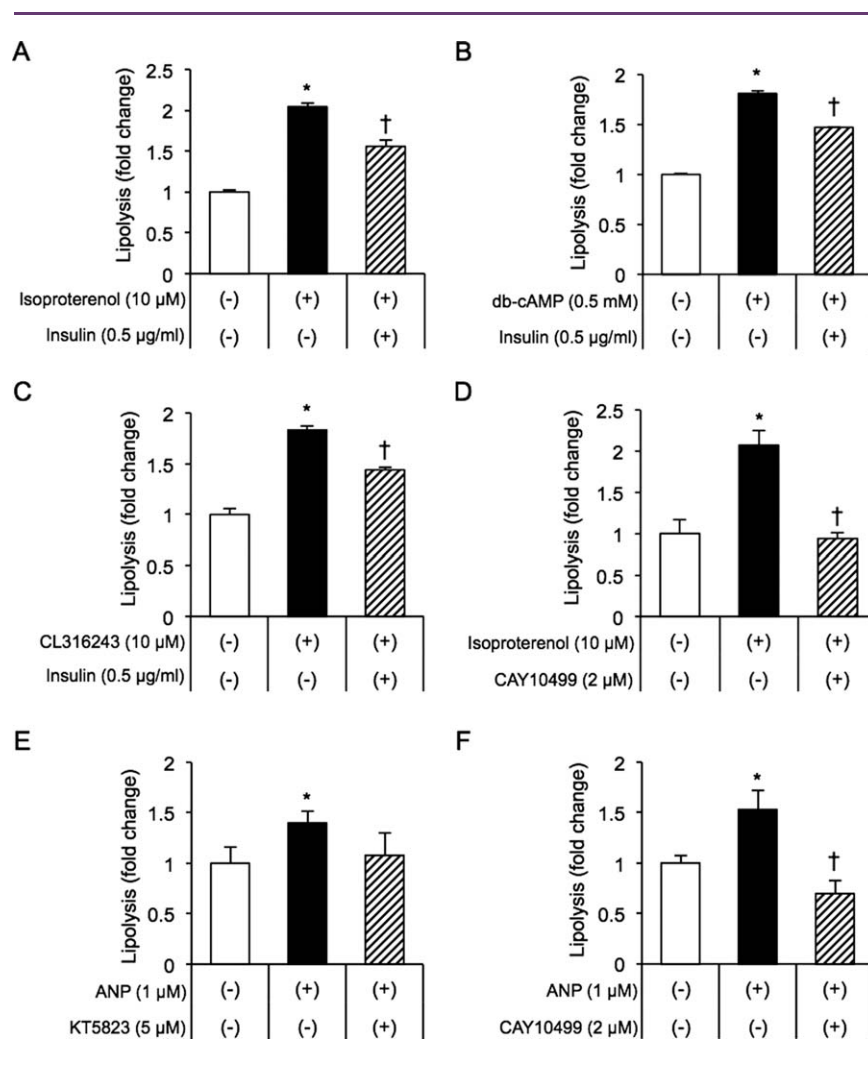 A
Lipolysis (fold change)
2.5
2
1.5
1
0.5
0
*
†
Isoproterenol (10 µM) (-) (+) (+)
Insulin (0.5 µg/ml) (-) (-) (+)
B
Lipolysis (fold change)
2
1.5
1
0.5
0
*
†
db-cAMP (0.5 mM) (-) (+) (+)
Insulin (0.5 µg/ml) (-) (-) (+)
C
Lipolysis (fold change)
2
1.5
1
0.5
0
*
†
CL316243 (10 µM) (-) (+) (+)
Insulin (0.5 µg/ml) (-) (-) (+)
D
Lipolysis (fold change)
2.5
2
1.5
1
0.5
0
*
†
Isoproterenol (10 µM) (-) (+) (+)
CAY10499 (2 µM) (-) (-) (+)
E
Lipolysis (fold change)
2
1.5
1
0.5
0
*
ANP (1 µM) (-) (+) (+)
KT5823 (5 µM) (-) (-) (+)
F
Lipolysis (fold change)
2
1.5
1
0.5
0
*
†
ANP (1 µM) (-) (+) (+)
CAY10499 (2 µM) (-) (-) (+)